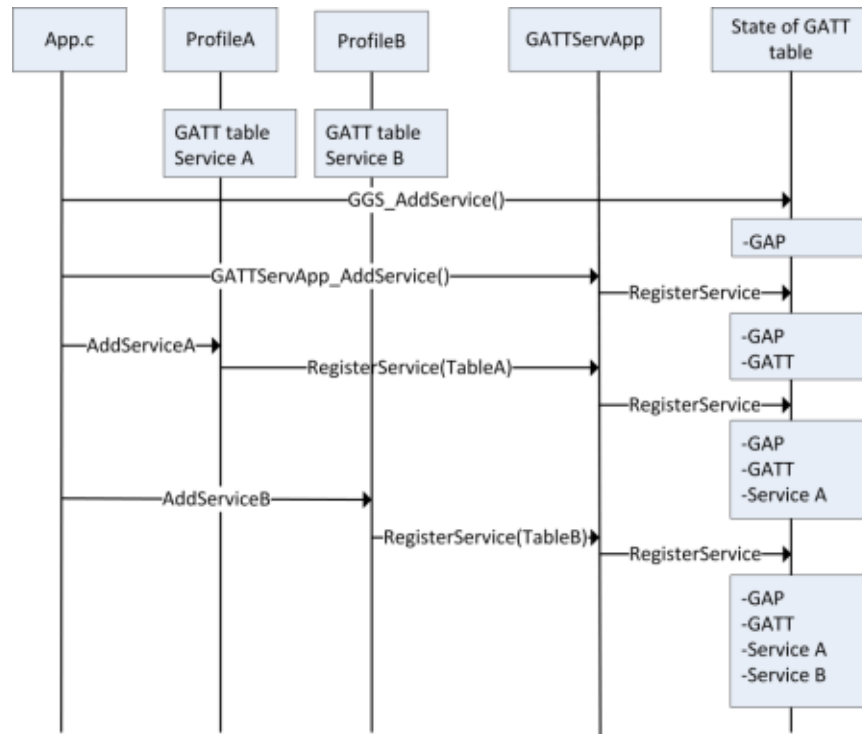 App.c
ProfileA
ProfileB
GATTServApp
State of GATT
table
GATT table
Service A
GATT table
Service B
GGS_AddService()
-GAP
GATTServApp_AddService()
RegisterService
-GAP
-GATT
AddServiceA
RegisterService(TableA)
RegisterService
-GAP
-GATT
-Service A
AddServiceB
RegisterService(TableB)
RegisterService
-GAP
-GATT
-Service A
-Service B